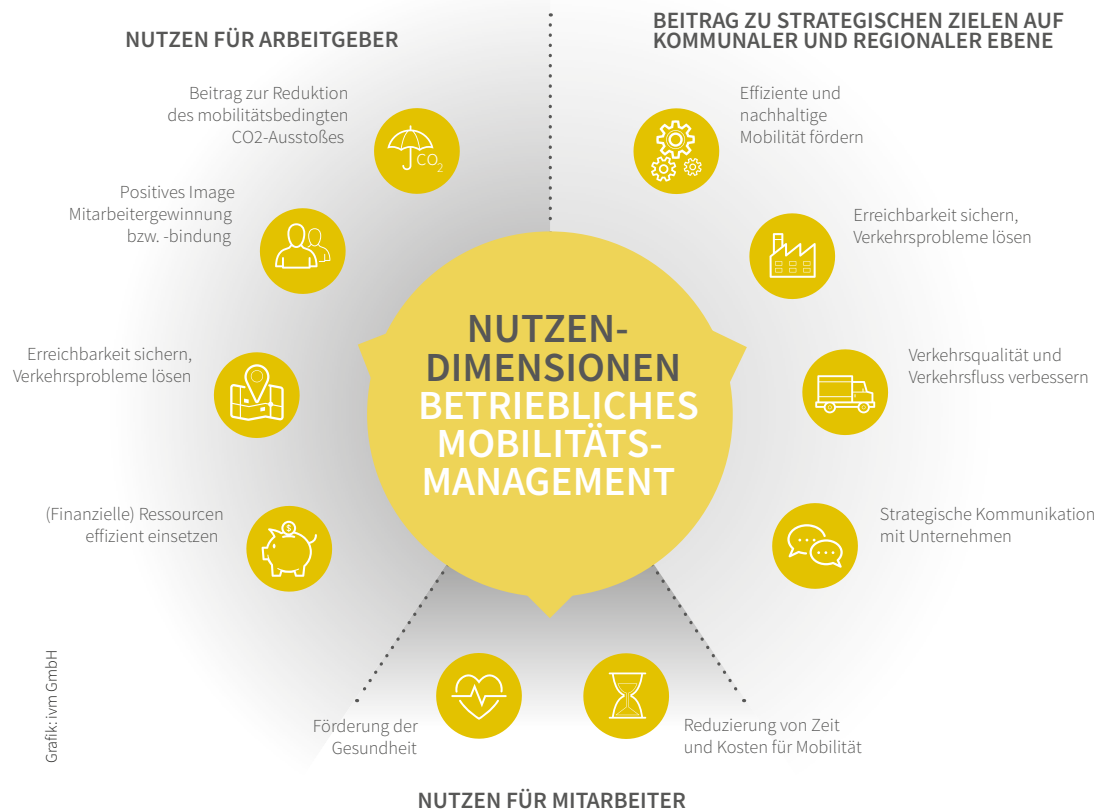 NUTZEN FÜR ARBEITGEBER
Beitrag zur Reduktion
des mobilitätsbedingten
CO2-Ausstoßes
CO2
Positives Image
Mitarbeitergewinnung
bzw. -bindung
Erreichbarkeit sichern,
Verkehrsprobleme lösen
(Finanzielle) Ressourcen
effizient einsetzen
$
BEITRAG ZU STRATEGISCHEN ZIELEN AUF
KOMMUNALER UND REGIONALER EBENE
Effiziente und
nachhaltige
Mobilität fördern
Erreichbarkeit sichern,
Verkehrsprobleme lösen
Verkehrsqualität und
Verkehrsfluss verbessern
Strategische Kommunikation
mit Unternehmen
NUTZEN-
DIMENSIONEN
BETRIEBLICHES
MOBILITÄTS-
MANAGEMENT
Förderung der
Gesundheit
Reduzierung von Zeit
und Kosten für Mobilität
NUTZEN FÜR MITARBEITER
Grafik: ivm GmbH